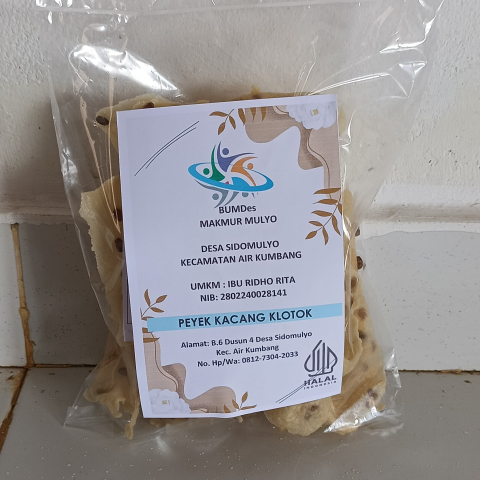 BUMDes
MAKMUR MULYO
DESA SIDOMULYO
KECAMATAN AIR KUMBANG
UMKM : IBU RIDHO RITA
NIB: 2802240028141
PEYEK KACANG KLOTOK
Alamat: B.6 Dusun 4 Desa Sidomulyo
Kec. Air Kumbang
No. Hp/Wa: 0812-7304-2033
HALAL
INDONESIA